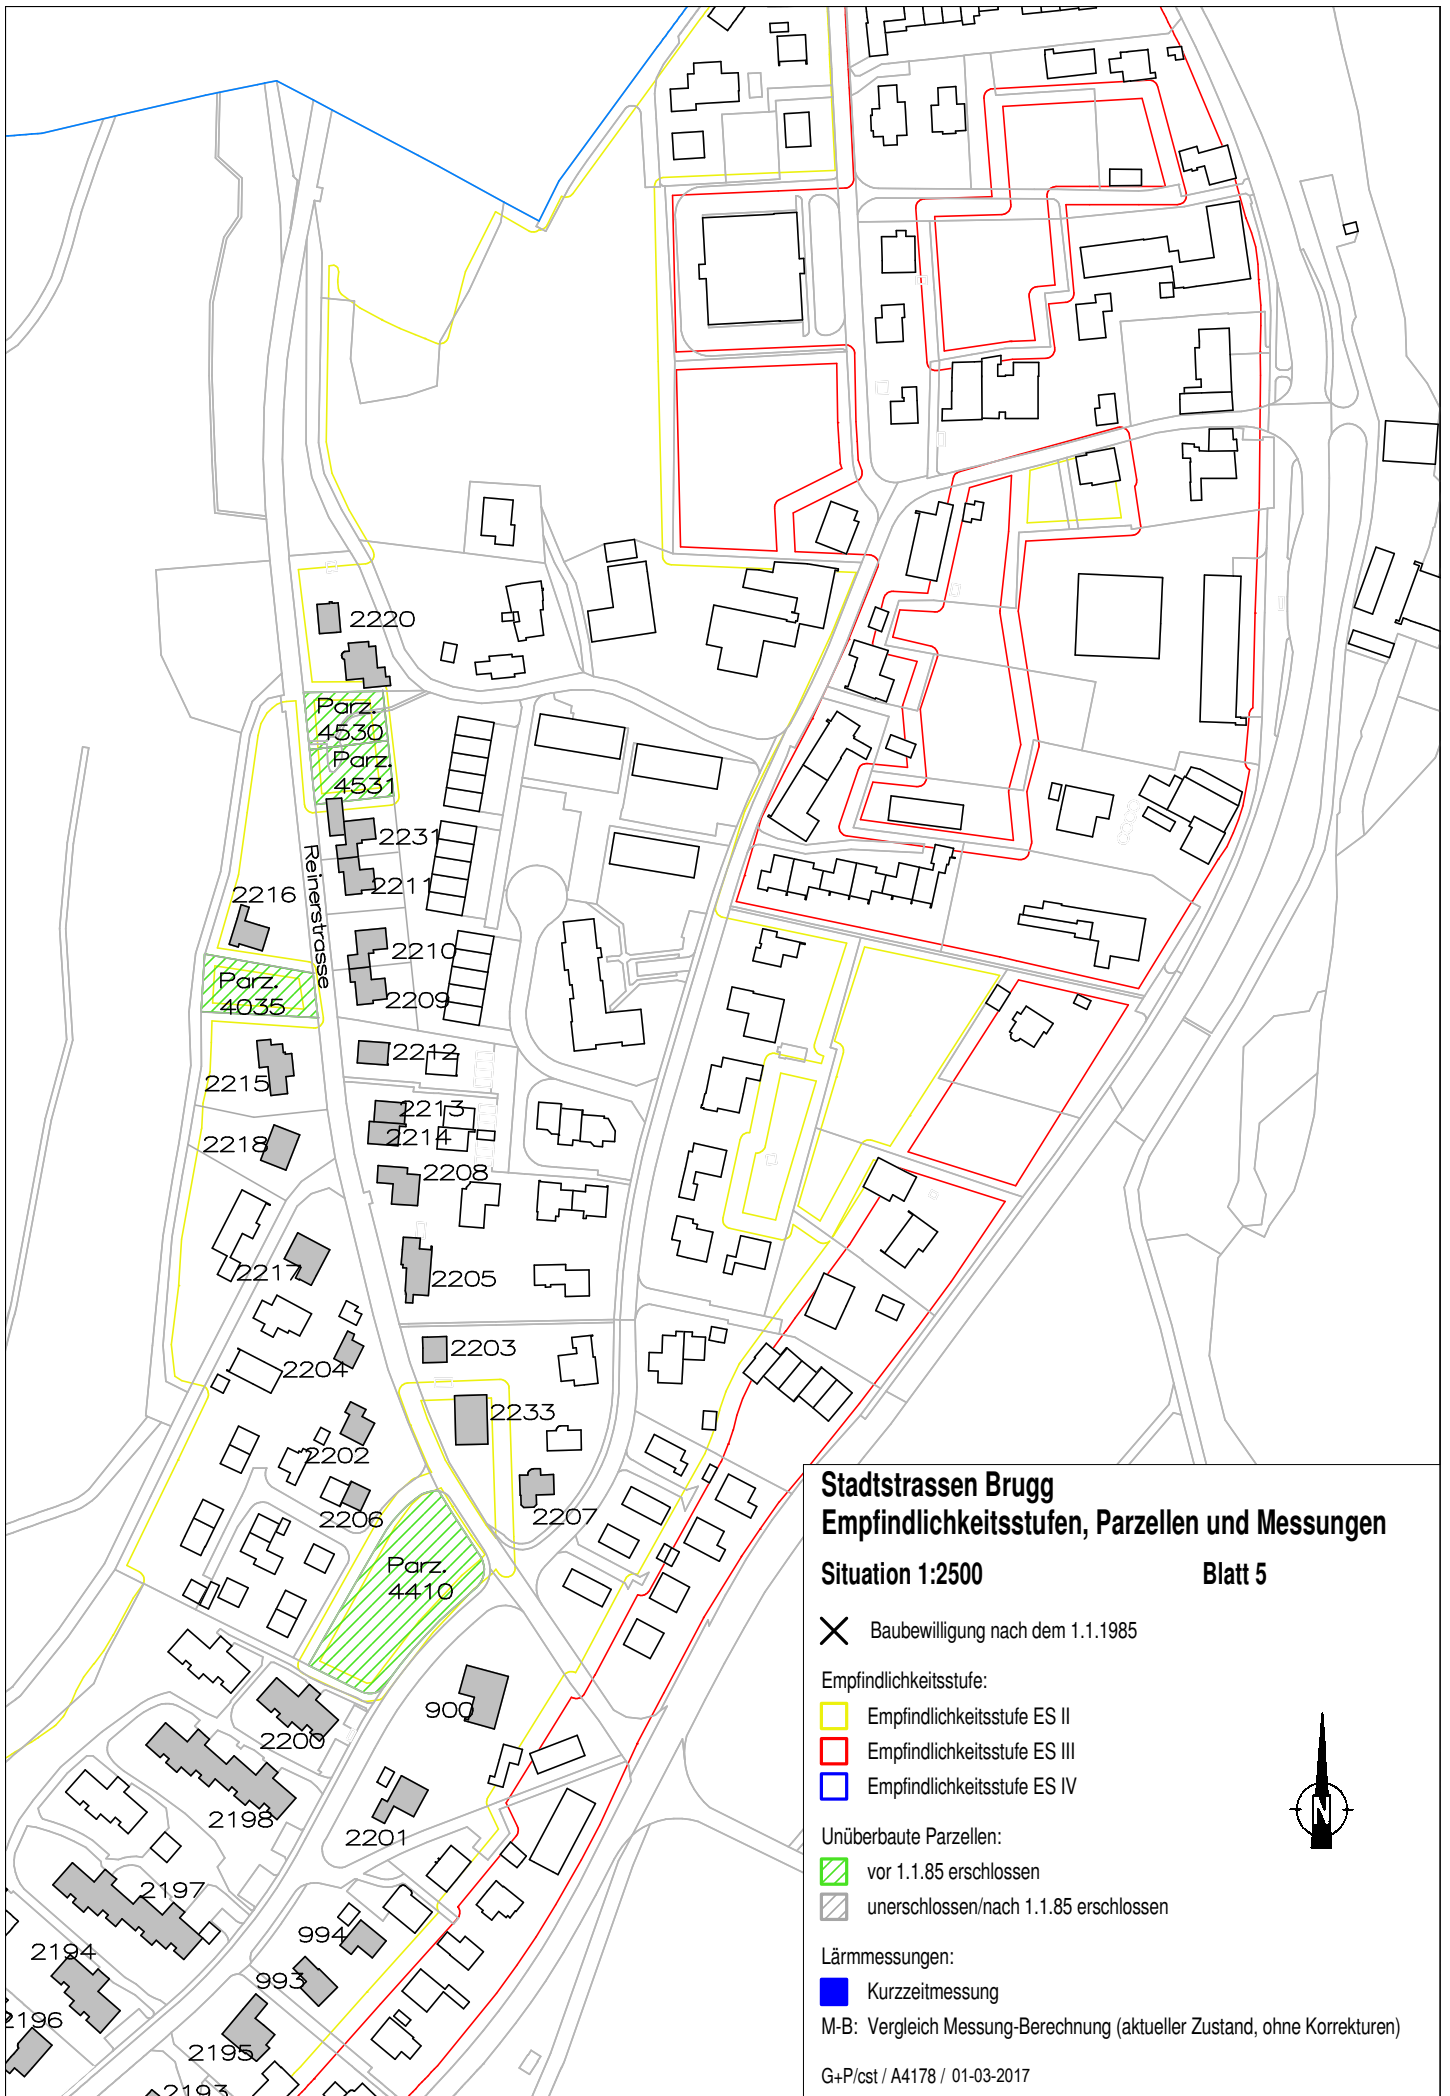 2220
Parz.
4530
Parz.
4531
2231
2211
2216
Reinerstrasse
2210
Parz.
4035
2209
2212
2215
2213
2214
2218
2208
2217
2205
2203
2204
2233
2202
2206
2207
Parz.
4410
900
2200
2198
2201
2197
994
2194
993
2196
2195
2193
Stadtstrassen Brugg
Empfindlichkeitsstufen, Parzellen und Messungen
Situation 1:2500 Blatt 5
Baubewilligung nach dem 1.1.1985
Empfindlichkeitsstufe:
Empfindlichkeitsstufe ES II
Empfindlichkeitsstufe ES III
Empfindlichkeitsstufe ES IV
N
Unüberbaute Parzellen:
vor 1.1.85 erschlossen
unerschlossen/nach 1.1.85 erschlossen
Lärmmessungen:
Kurzzeitmessung
M-B: Vergleich Messung-Berechnung (aktueller Zustand, ohne Korrekturen)
G+P/cst / A4178 / 01-03-2017